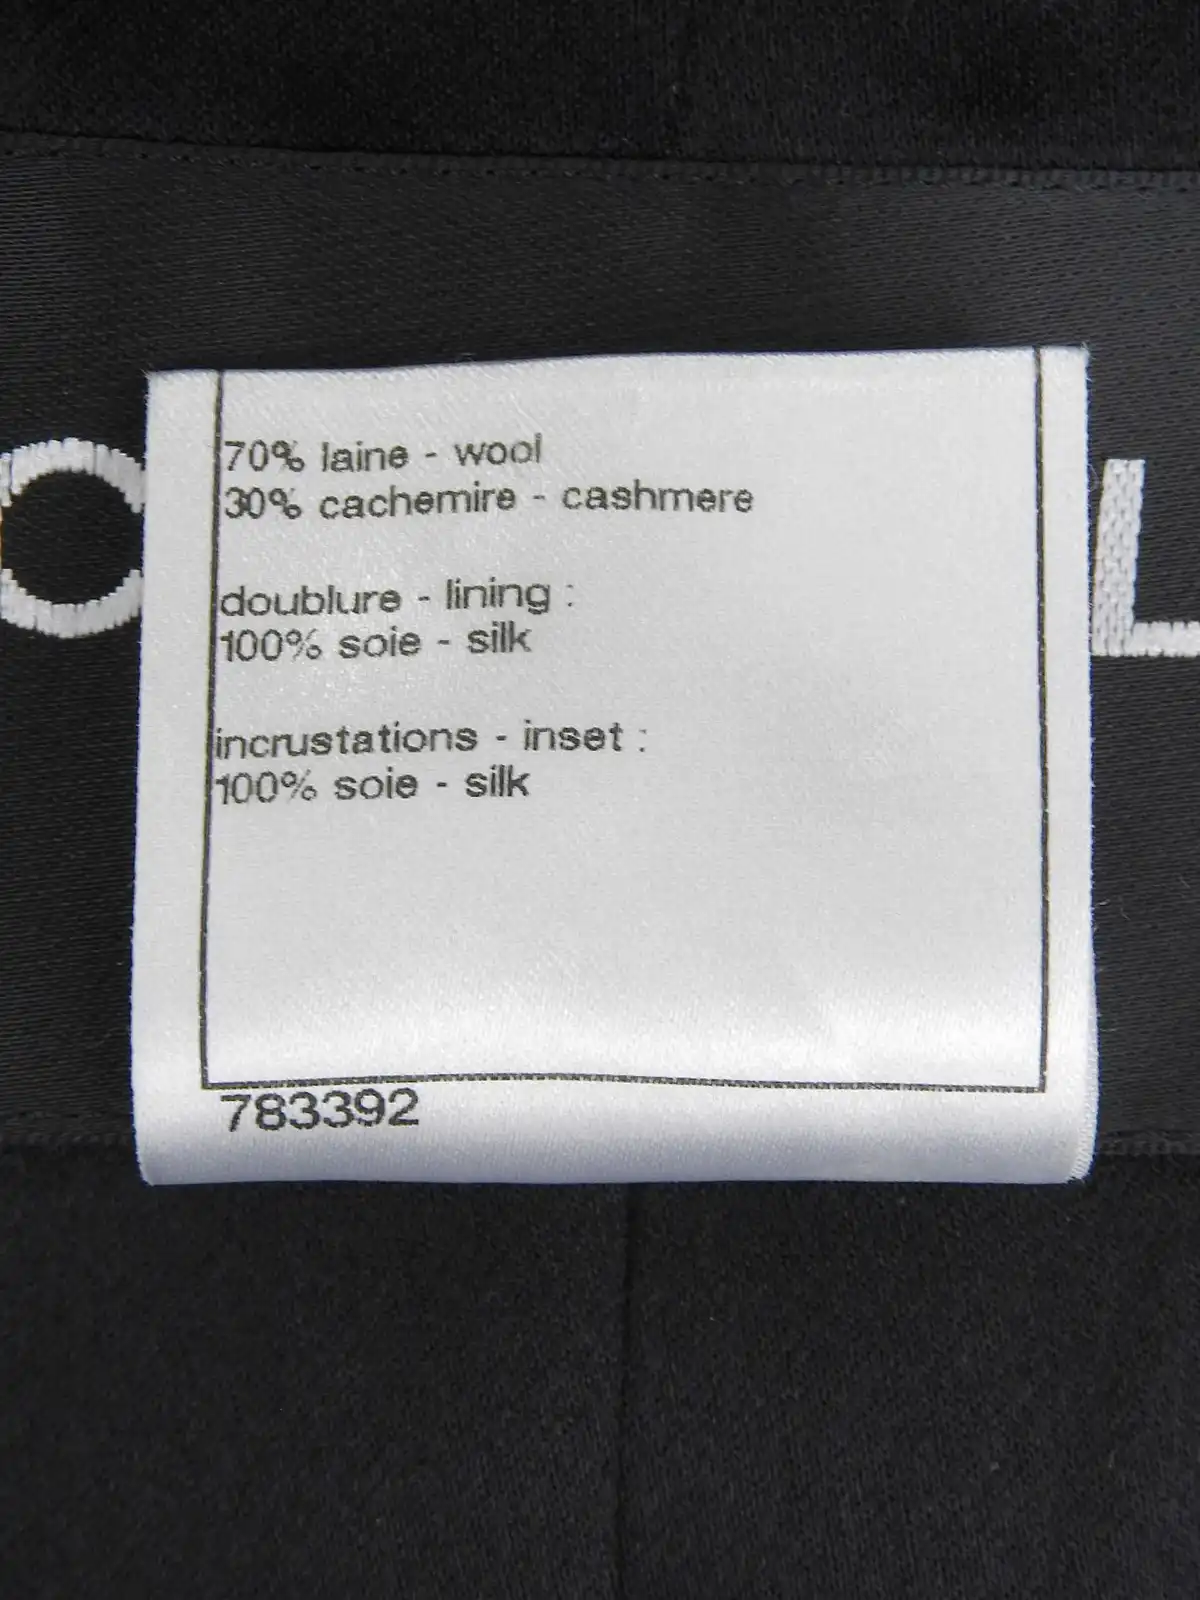 70% laine - wool
30% cachemire - cashmere
doublure - lining :
100% soie - silk
incrustations - inset :
100% soie - silk
783392